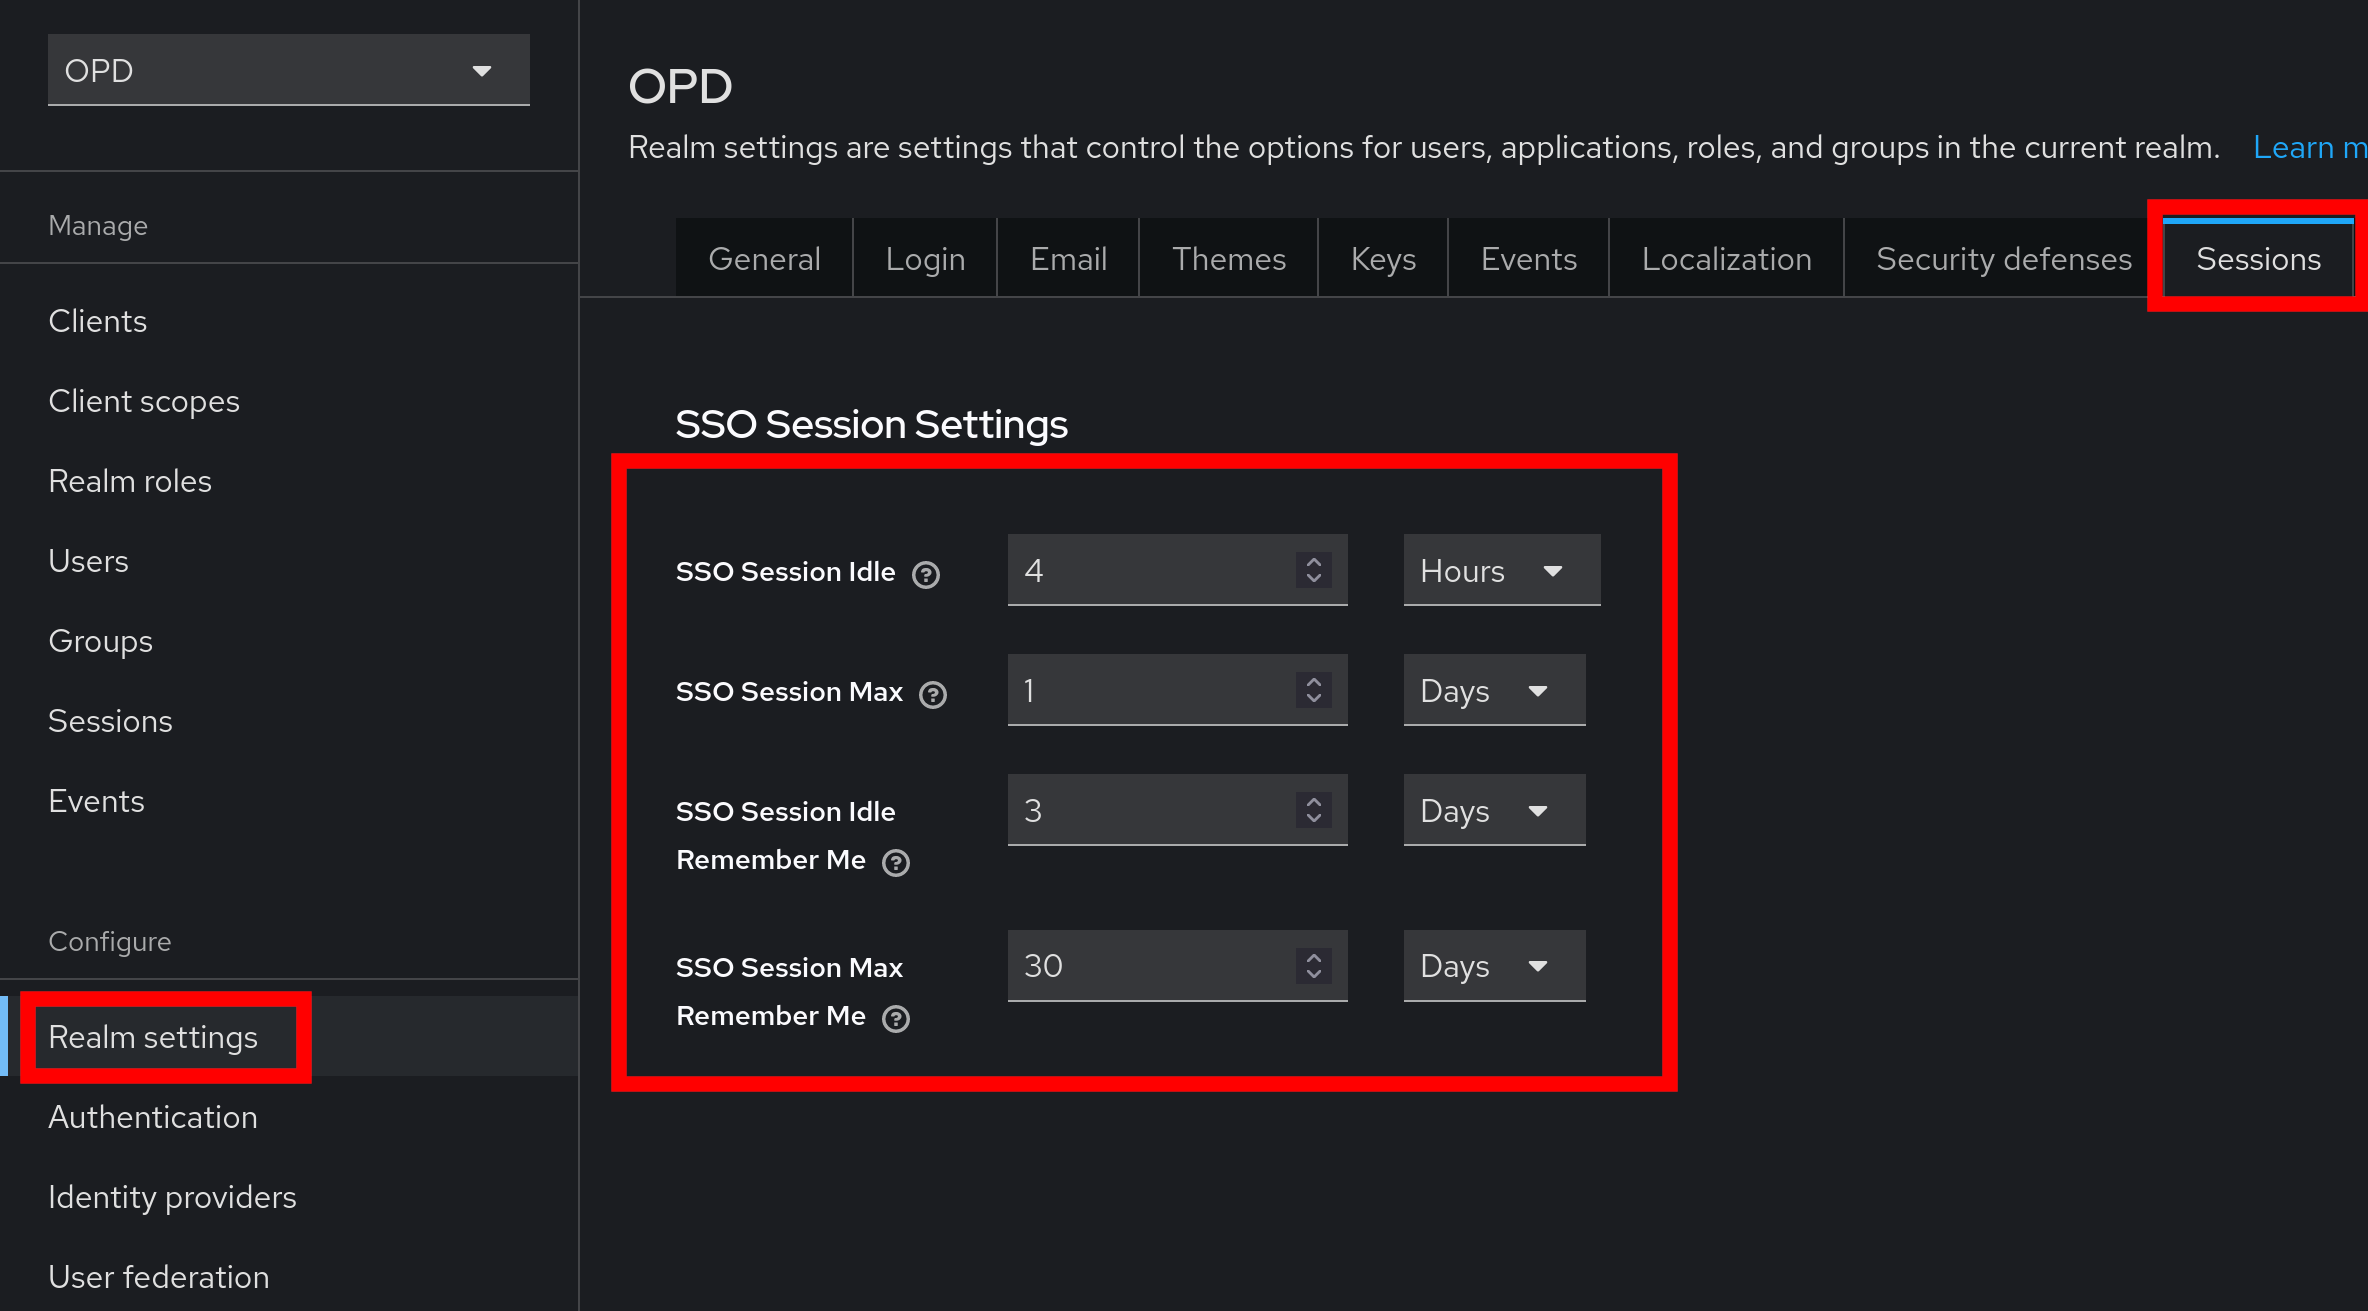 OPD
Manage
Clients
Client scopes
Realm roles
Users
Groups
Sessions
Events
Configure
Realm settings
Authentication
Identity providers
User federation
OPD
Realm settings are settings that control the options for users, applications, roles, and groups in the current realm. Learn m
General Login Email Themes Keys Events Localization Security defenses Sessions
SSO Session Settings
SSO Session Idle 4 Hours
SSO Session Max 1 Days
SSO Session Idle 3 Days
Remember Me
SSO Session Max 30 Days
Remember Me